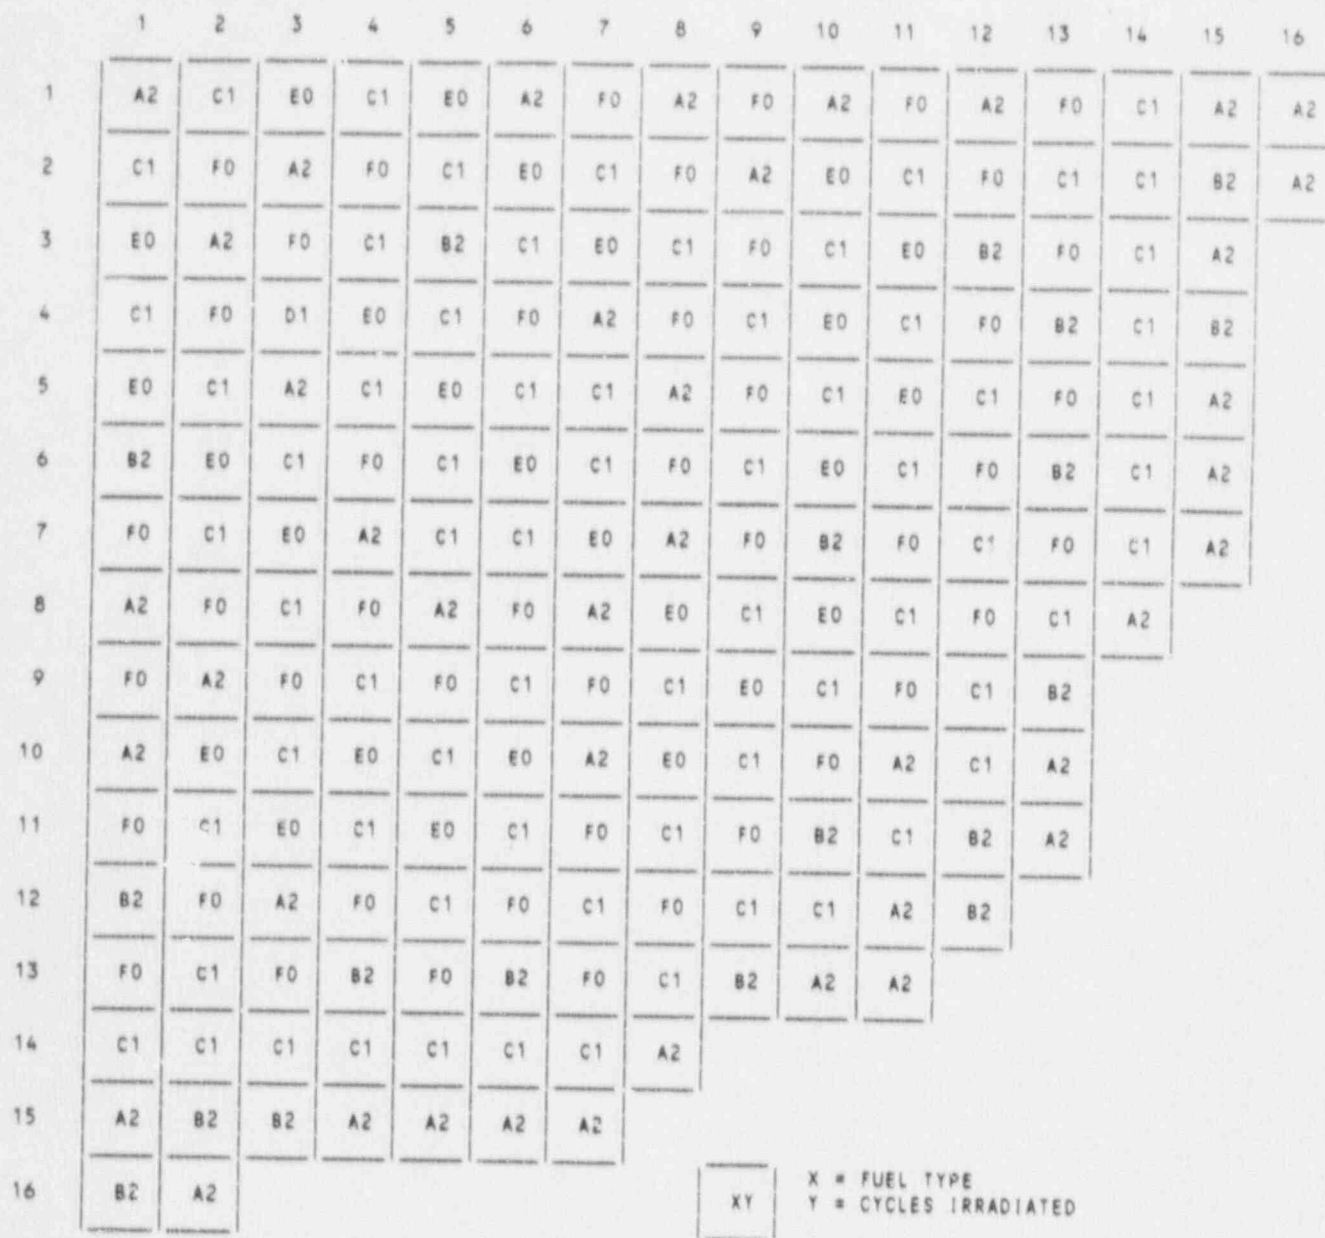 1 2 3 4 5 6 7 8 9 10 11 12 13 14 15 16
1 A2 C1 E0 C1 E0 A2 F0 A2 F0 A2 F0 A2 F0 C1 A2 A2
2 C1 F0 A2 F0 C1 E0 C1 F0 A2 E0 C1 F0 C1 C1 B2 A2
3 E0 A2 F0 C1 B2 C1 E0 C1 F0 C1 E0 B2 F0 C1 A2
4 C1 F0 D1 E0 C1 F0 A2 F0 C1 E0 C1 F0 B2 C1 B2
5 E0 C1 A2 C1 E0 C1 C1 A2 F0 C1 E0 C1 F0 C1 A2
6 B2 E0 C1 F0 C1 E0 C1 F0 C1 E0 C1 F0 B2 C1 A2
7 F0 C1 E0 A2 C1 C1 E0 A2 F0 B2 F0 C1 F0 C1 A2
8 A2 F0 C1 F0 A2 F0 A2 E0 C1 E0 C1 F0 C1 A2
9 F0 A2 F0 C1 F0 C1 F0 C1 E0 C1 F0 C1 B2
10 A2 E0 C1 E0 C1 E0 A2 E0 C1 F0 A2 C1 A2
11 F0 C1 E0 C1 E0 C1 F0 C1 F0 B2 C1 B2 A2
12 B2 F0 A2 F0 C1 F0 C1 F0 C1 C1 A2 B2
13 F0 C1 F0 B2 F0 B2 F0 C1 B2 A2 A2
14 C1 C1 C1 C1 C1 C1 C1 A2
15 A2 B2 B2 A2 A2 A2 A2
16 B2 A2
XY
X = FUEL TYPE
Y = CYCLES IRRADIATED